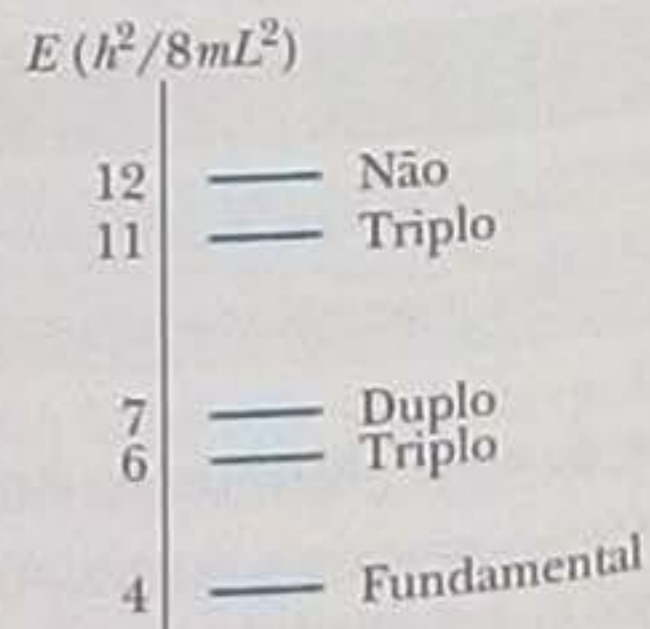 E (h²/8mL²)
12 Não
11 Triplo
7 Duplo
6 Triplo
4 Fundamental